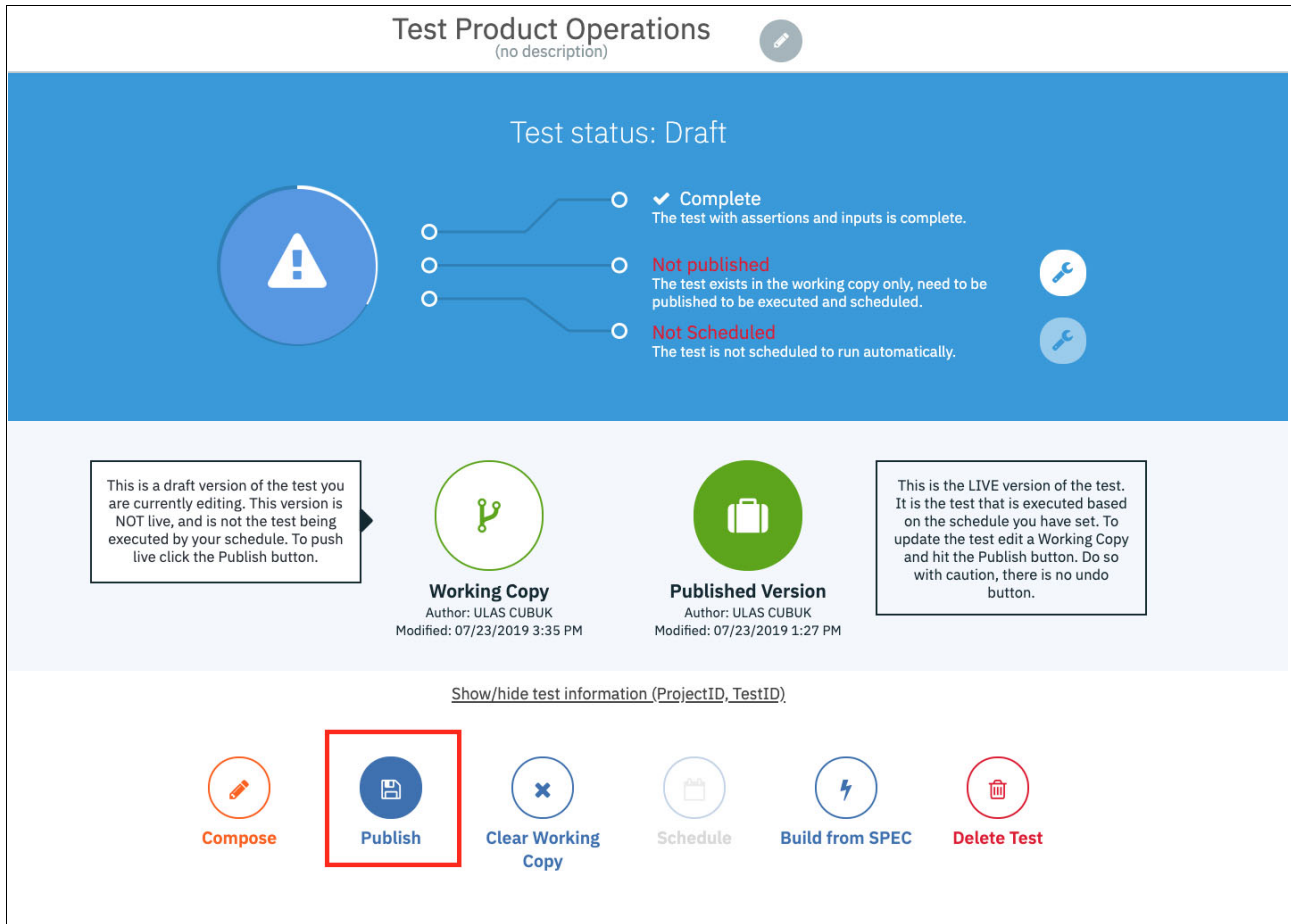 Test Product Operations
(no description)
Test status: Draft
Complete
The test with assertions and inputs is complete.
Not published
The test exists in the working copy only, need to be
published to be executed and scheduled.
Not Scheduled
The test is not scheduled to run automatically.
This is a draft version of the test you
are currently editing. This version is
NOT live, and is not the test being
executed by your schedule. To push
live click the Publish button.
Working Copy
Author: ULAS CUBUK
Modified: 07/23/2019 3:35 PM
Published Version
Author: ULAS CUBUK
Modified: 07/23/2019 1:27 PM
This is the LIVE version of the test.
It is the test that is executed based
on the schedule you have set. To
update the test edit a Working Copy
and hit the Publish button. Do so
with caution, there is no undo
button.
Show/hide test information (ProjectID, TestID)
Compose
Publish
Clear Working
Copy
Schedule
Build from SPEC
Delete Test